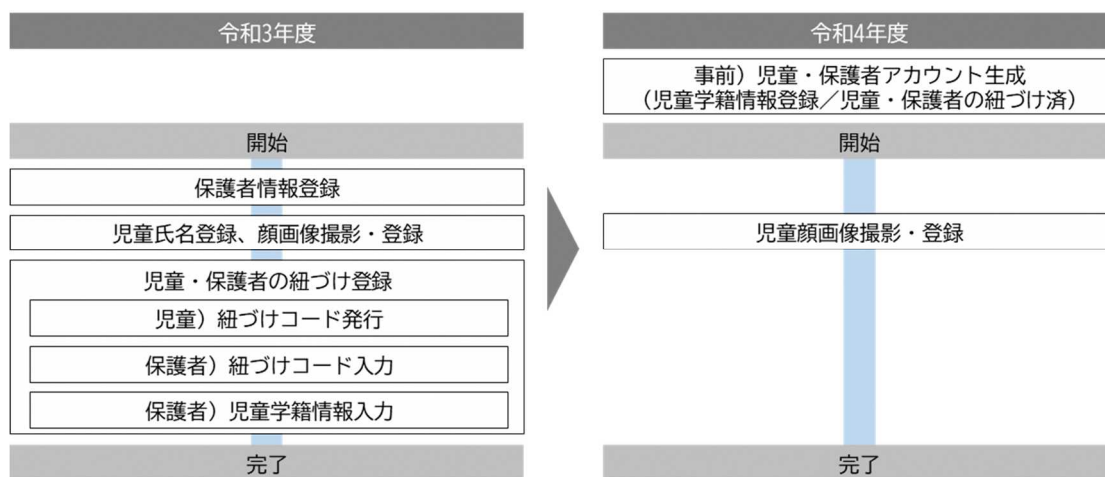 令和3年度
開始
保護者情報登録
児童氏名登録、顔画像撮影・登録
児童・保護者の紐づけ登録
児童）紐づけコード発行
保護者）紐づけコード入力
保護者）児童学籍情報入力
完了
令和4年度
事前）児童・保護者アカウント生成
（児童学籍情報登録／児童・保護者の紐づけ済）
開始
児童顔画像撮影・登録
完了